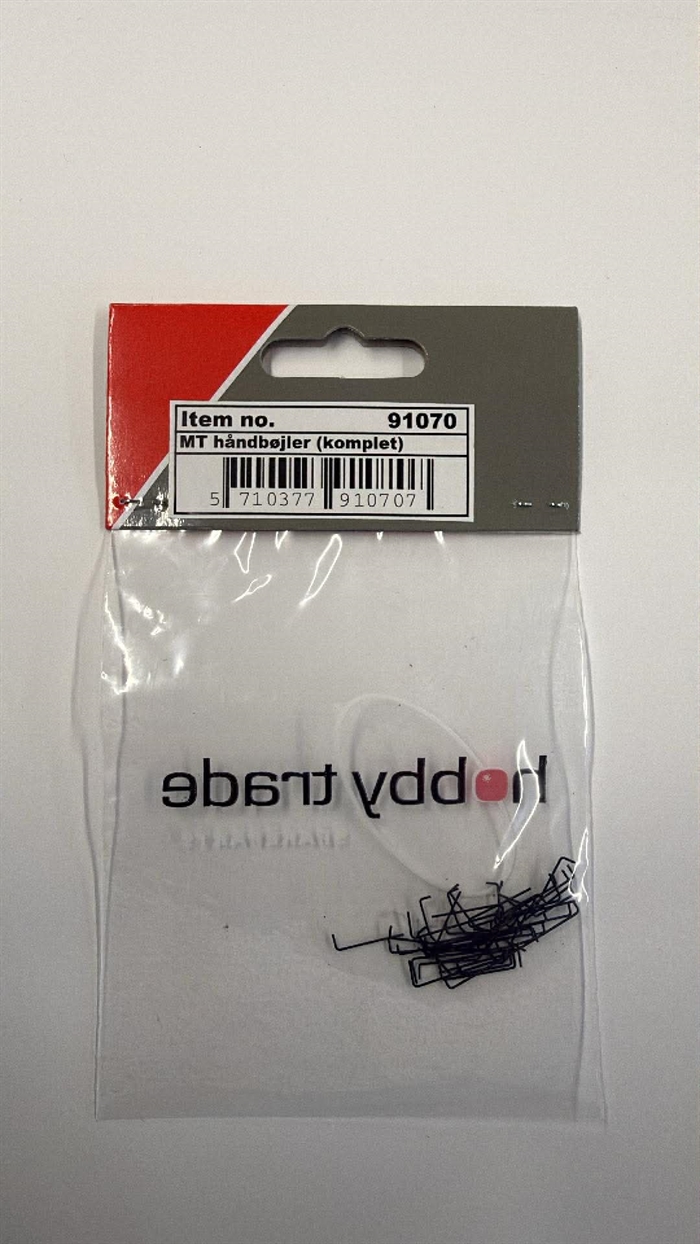 Item no. 91070
MT håndbøjler (komplet)
5 710377 910707
hobby trade